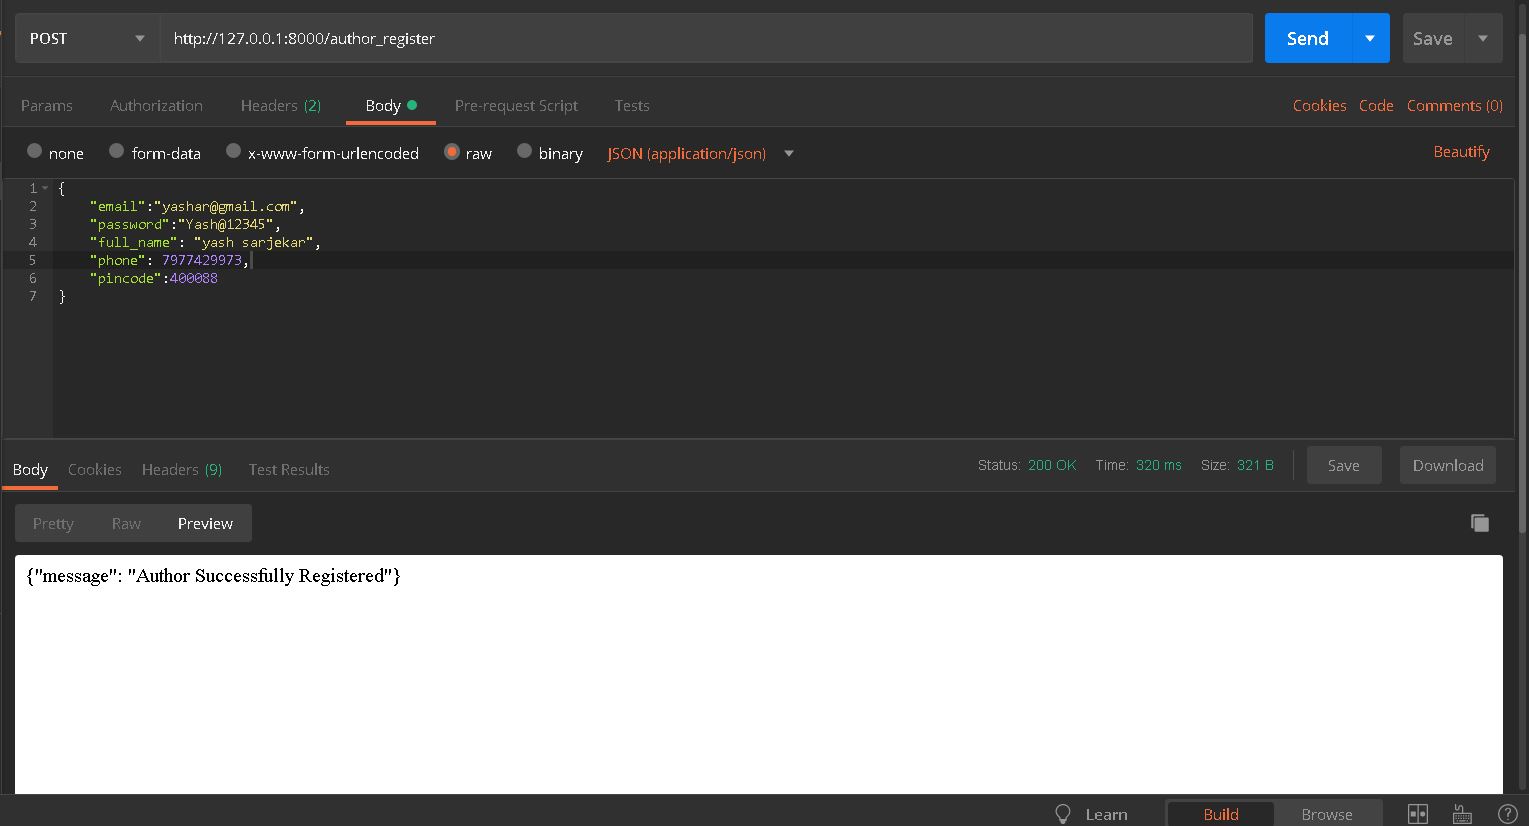 POST http://127.0.0.1:8000/author_register Send Save
Params Authorization Headers (2) Body Pre-request Script Tests Cookies Code Comments (0)
none form-data x-www-form-urlencoded raw binary JSON (application/json) Beautify
1 {
2 "email":"yashar@gmail.com",
3 "password":"Yash@12345",
4 "full_name": "yash sarjekar",
5 "phone": 7977429973,
6 "pincode":400088
7 }
Body Cookies Headers (9) Test Results Status: 200 OK Time: 320 ms Size: 321 B Save Download
Pretty Raw Preview
{"message": "Author Successfully Registered"}
Learn Build Browse